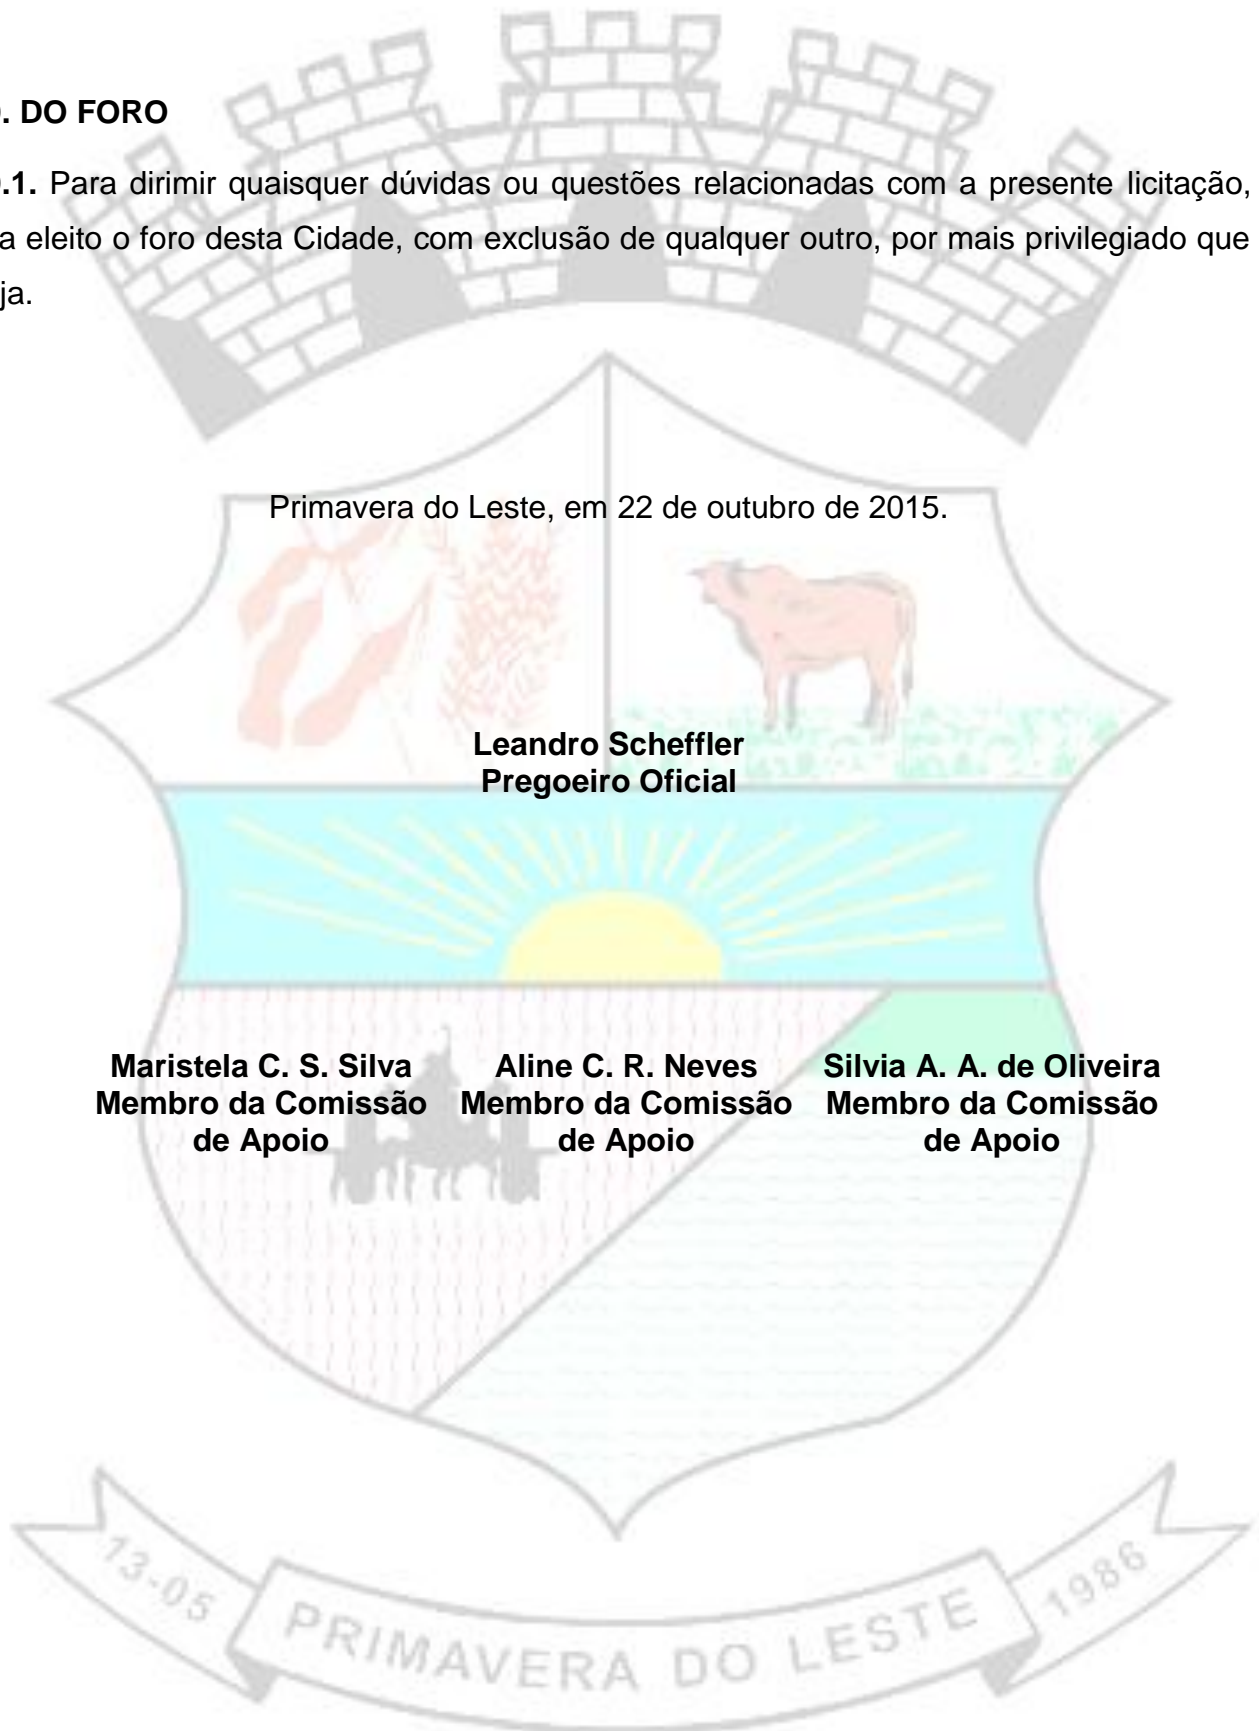 . DO FORO
.1. Para dirimir quaisquer dúvidas ou questões relacionadas com a presente licitação,
a eleito o foro desta Cidade, com exclusão de qualquer outro, por mais privilegiado que
ja.
Primavera do Leste, em 22 de outubro de 2015.
Leandro Scheffler
Pregoeiro Oficial
Maristela C. S. Silva Aline C. R. Neves Silvia A. A. de Oliveira
Membro da Comissão Membro da Comissão Membro da Comissão
de Apoio de Apoio de Apoio
13-05 PRIMAVERA DO LESTE 1986